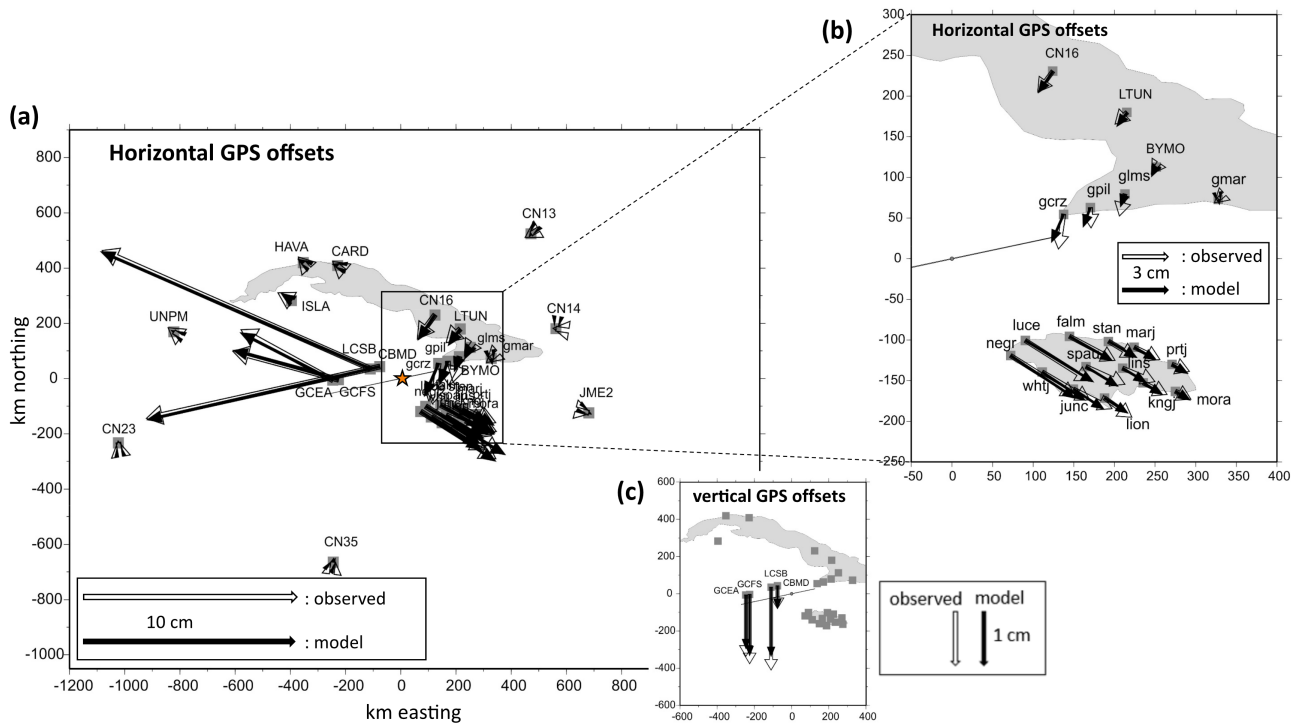 (a)
Horizontal GPS offsets
800
600
400
200
0
-200
-400
-600
-800
-1000
km northing
-1200
-1000
-800
-600
-400
-200
0
200
400
600
800
km easting
CN13
HAVA
CARD
ISLA
UNPM
CN16
LTUN
CN14
glms
gmar
gpil
LCSB
CBMD
gcrz
BYMO
GCEA
GCFS
JME2
CN23
CN35
: observed
10 cm
: model
(b)
Horizontal GPS offsets
300
250
200
150
100
50
0
-50
-100
-150
-200
-250
-50
0
50
100
150
200
250
300
350
400
CN16
LTUN
BYMO
glms
gmar
gpil
gcrz
: observed
3 cm
: model
falm
luce
stan
marj
negr
prtj
spau
lins
whtj
junc
kngj
mora
lion
(c)
vertical GPS offsets
600
400
200
0
-200
-400
-600
-600
-400
-200
0
200
400
LCSB
GCFS
CBMD
GCEA
observed model
1 cm